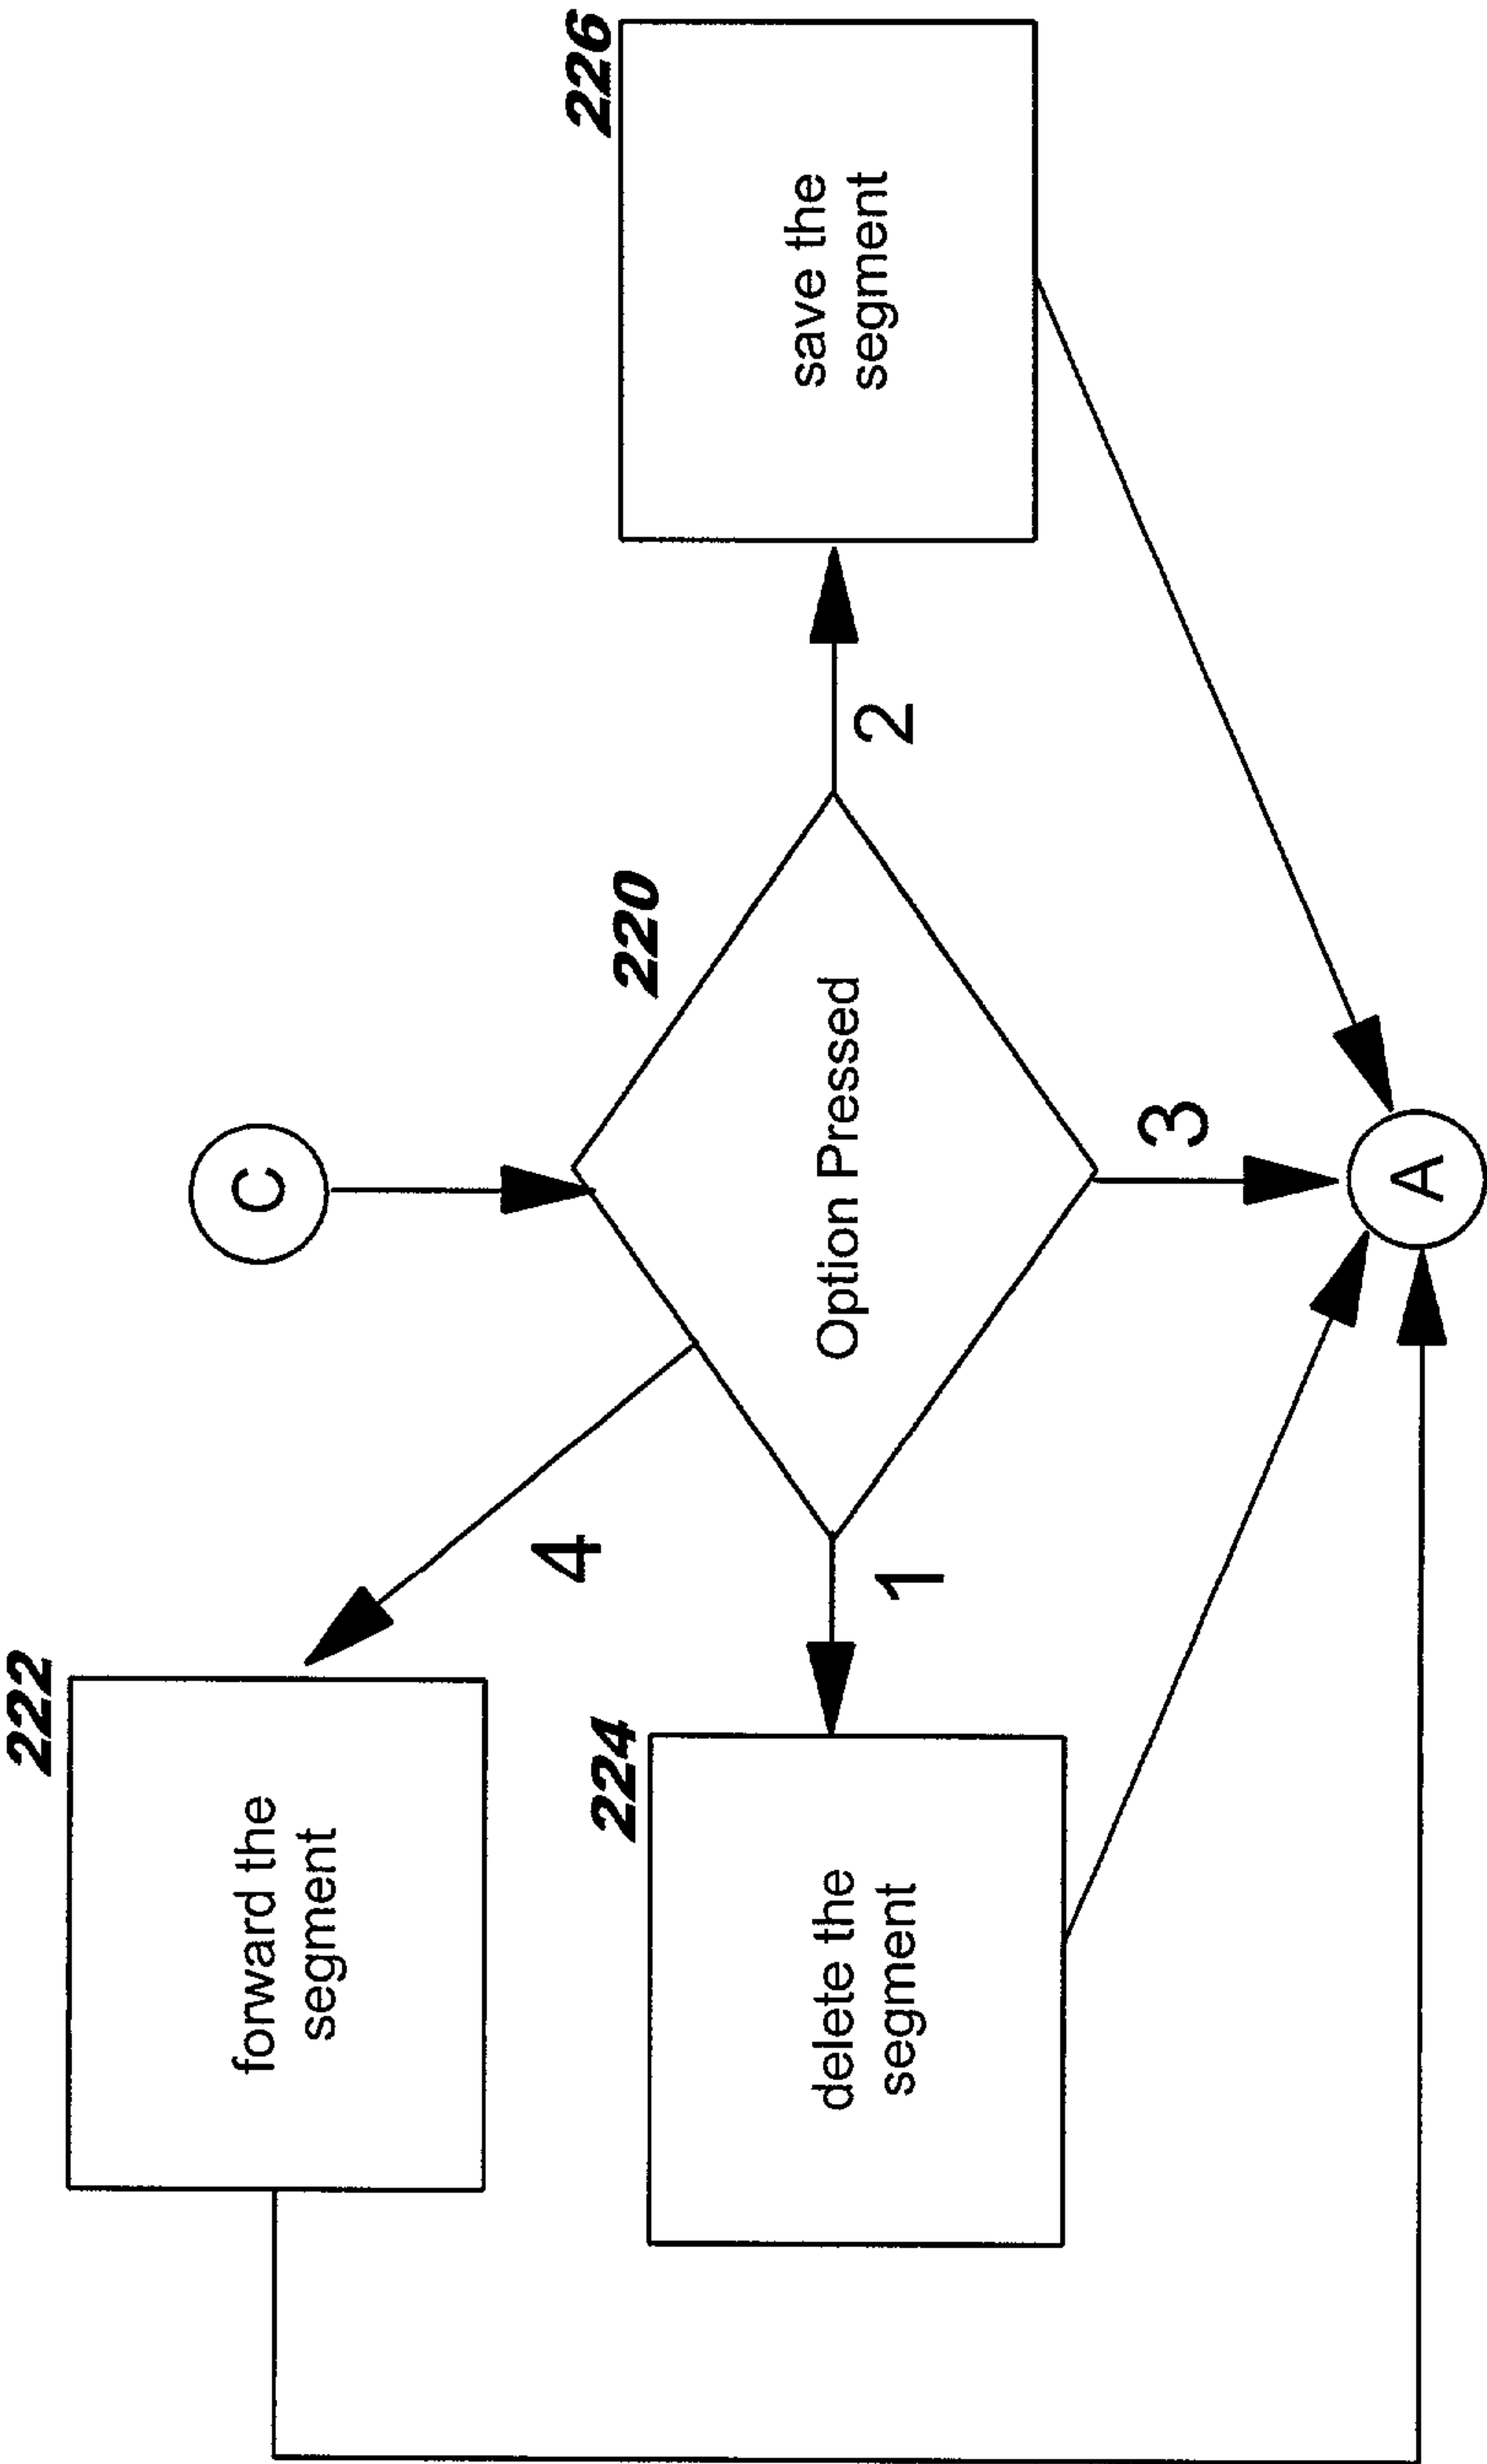 222
forward the
segment
C
4
220
Option Pressed
224
delete the
segment
1
2
226
save the
segment
3
A